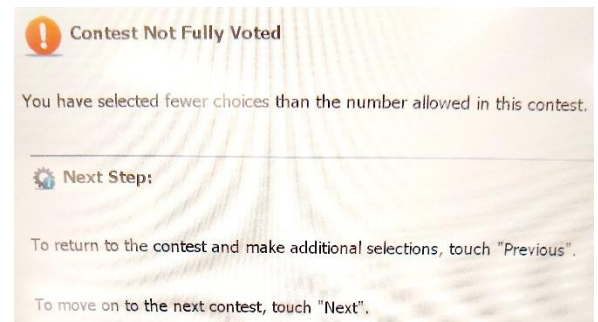 Contest Not Fully Voted
You have selected fewer choices than the number allowed in this contest.
Next Step:
To return to the contest and make additional selections, touch "Previous".
To move on to the next contest, touch "Next".